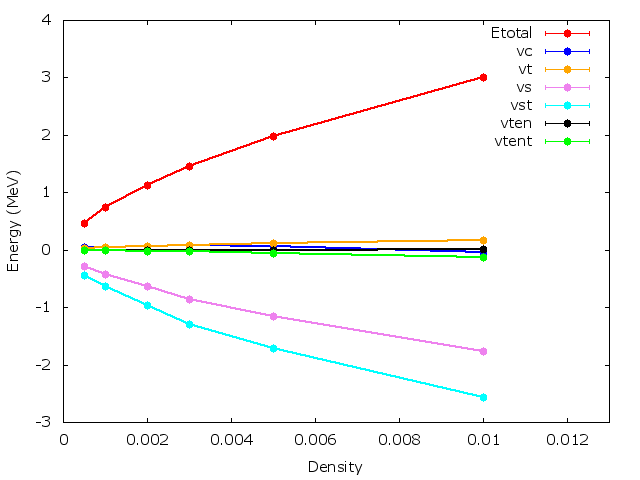 4
3
2
1
0
-1
-2
-3
Energy (MeV)
Etotal
vc
vt
vs
vst
vten
vtent
0 0.002 0.004 0.006 0.008 0.01 0.012
Density